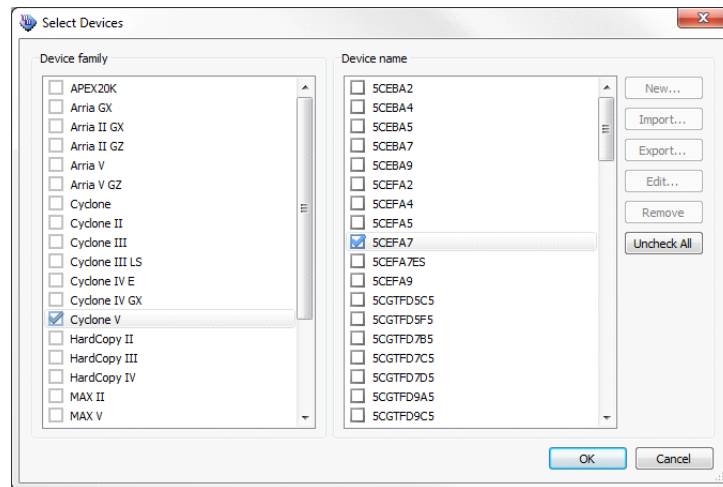 Select Devices
Device family
APEX20K
Arria GX
Arria II GX
Arria II GZ
Arria V
Arria V GZ
Cyclone
Cyclone II
Cyclone III
Cyclone III LS
Cyclone IV E
Cyclone IV GX
Cyclone V
HardCopy II
HardCopy III
HardCopy IV
MAX II
MAX V
Device name
5CEBA2
5CEBA4
5CEBA5
5CEBA7
5CEBA9
5CEFA2
5CEFA4
5CEFA5
5CEFA7
5CEFA7ES
5CEFA9
5CGTFD5C5
5CGTFD5F5
5CGTFD7B5
5CGTFD7C5
5CGTFD7D5
5CGTFD9A5
5CGTFD9C5
New...
Import...
Export...
Edit...
Remove
Uncheck All
OK
Cancel